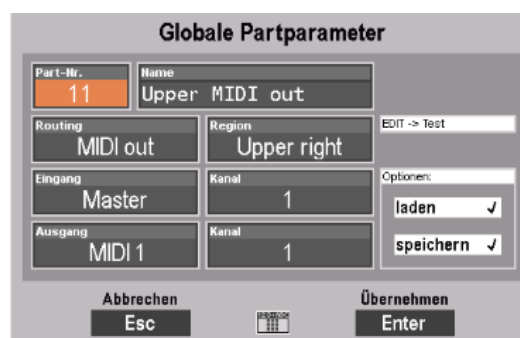 Globale Partparameter
Part-Nr.
11
Name
Upper MIDI out
Routing
MIDI out
Region
Upper right
EDIT -> Test
Eingang
Master
Kanal
1
Optionen:
laden √
speichern √
Ausgang
MIDI 1
Kanal
1
Abbrechen
Esc
Übernehmen
Enter